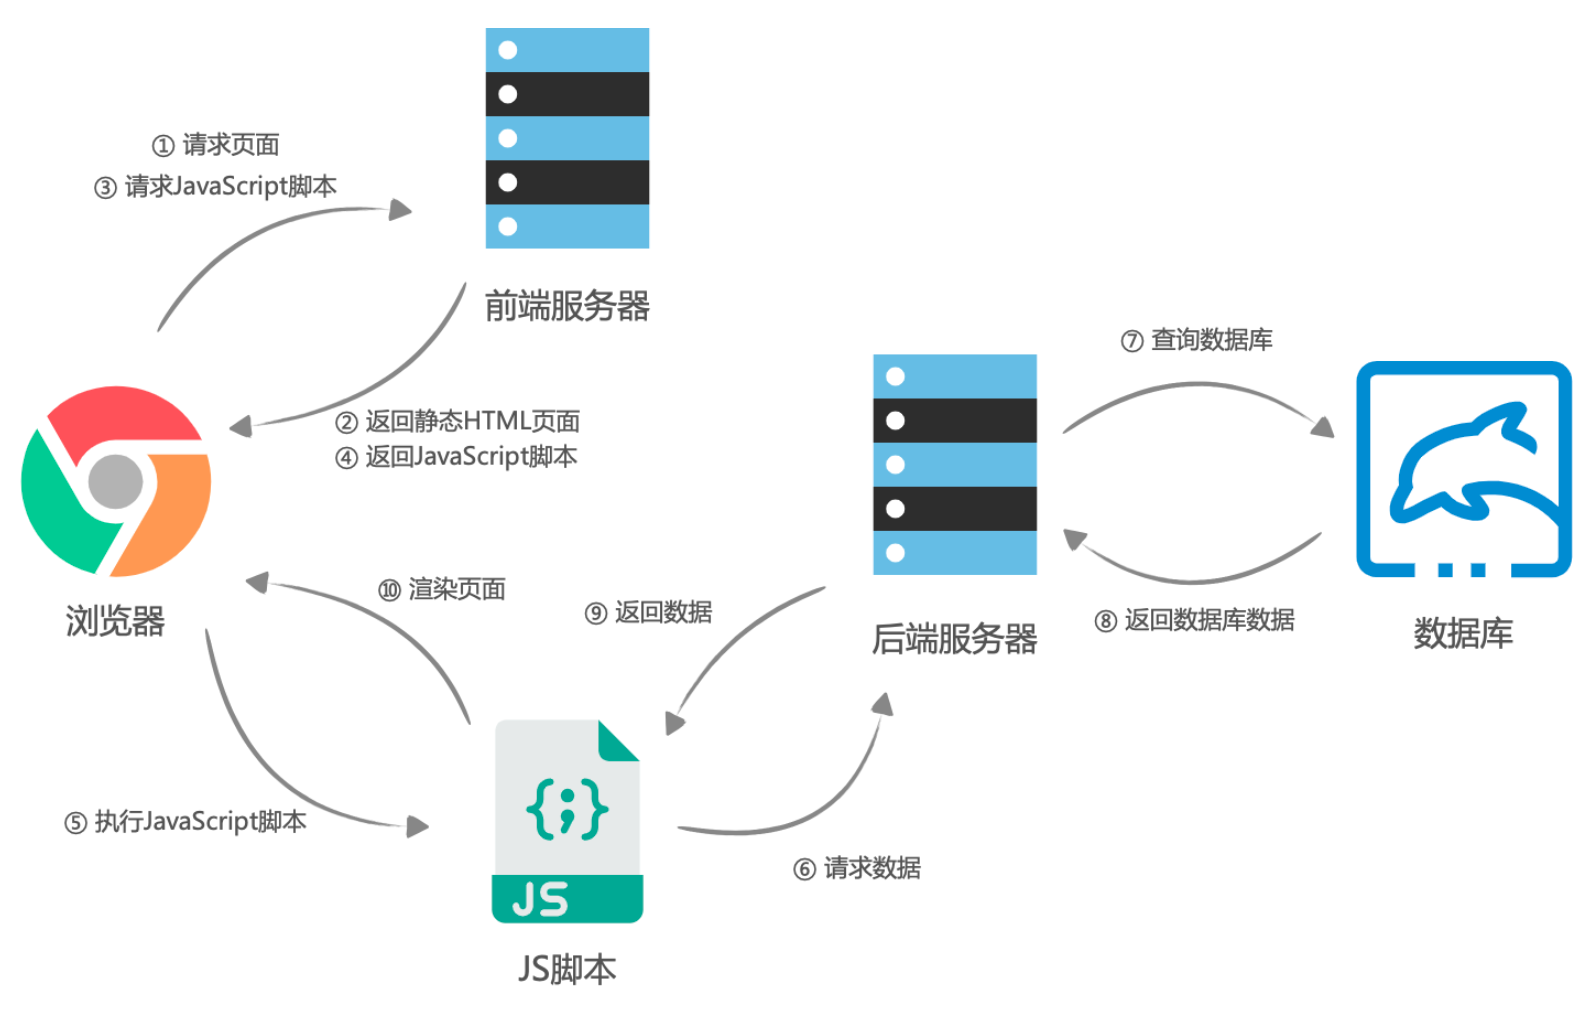 ① 请求页面
③ 请求JavaScript脚本
前端服务器
② 返回静态HTML页面
④ 返回JavaScript脚本
⑦ 查询数据库
浏览器
⑩ 渲染页面
⑨ 返回数据
后端服务器
⑧ 返回数据库数据
数据库
⑤ 执行JavaScript脚本
{;}
⑥ 请求数据
JS
JS脚本